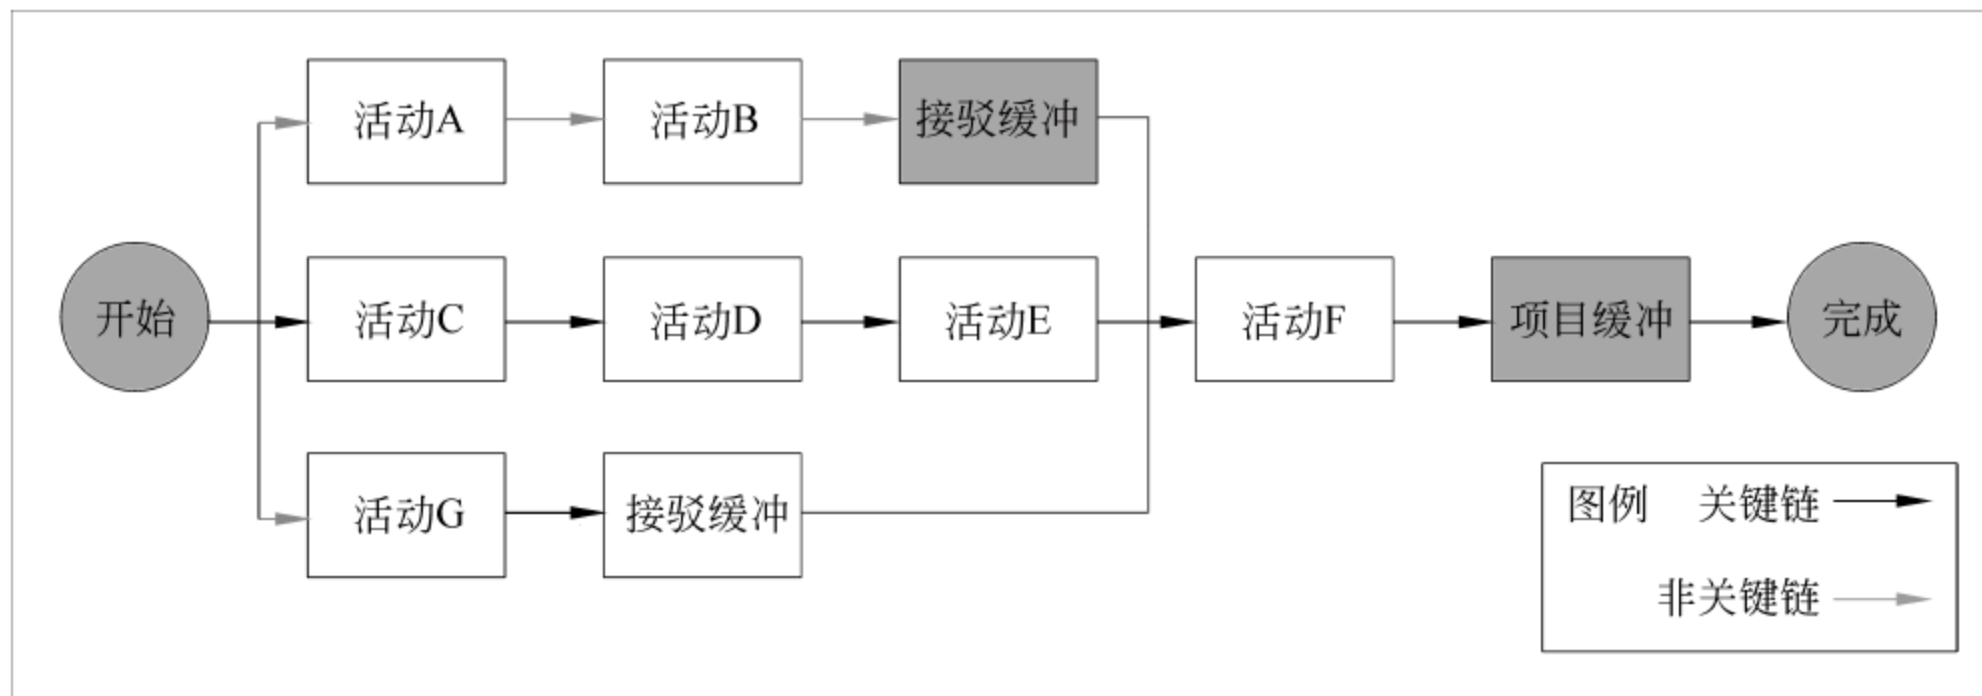 活动A
活动B
接驳缓冲
开始
活动C
活动D
活动E
活动F
项目缓冲
完成
活动G
接驳缓冲
图例 关键链
非关键链